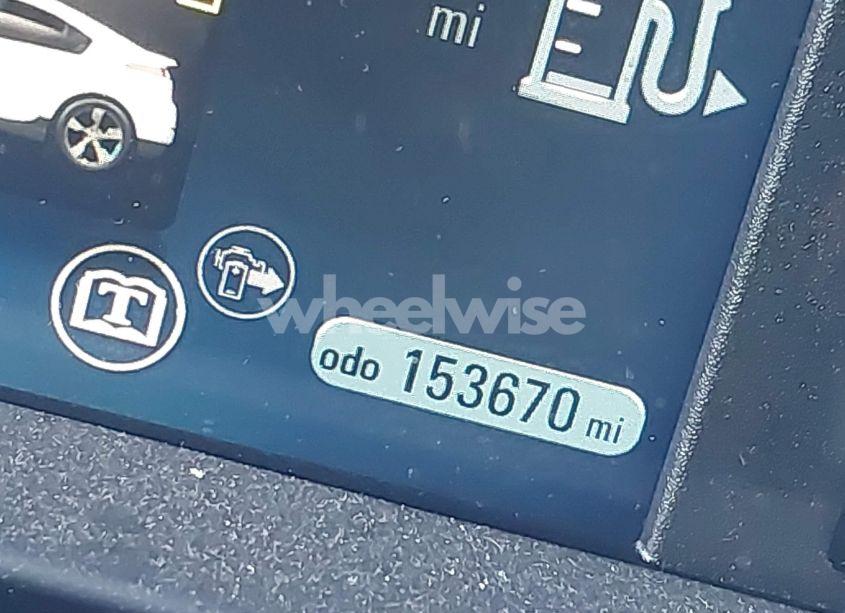 mi
T
wheelwise
odo 153670 mi